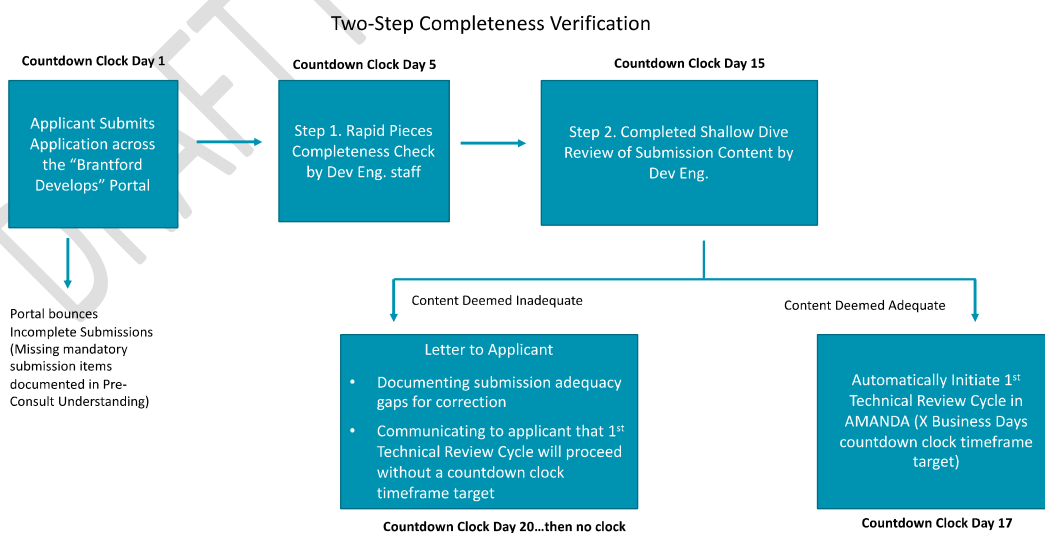 Two-Step Completeness Verification
Countdown Clock Day 1
Countdown Clock Day 5
Countdown Clock Day 15
Applicant Submits
Application across
the “Brantford
Develops” Portal
Step 1. Rapid Pieces
Completeness Check
by Dev Eng. staff
Step 2. Completed Shallow Dive
Review of Submission Content by
Dev Eng.
Portal bounces
Incomplete Submissions
(Missing mandatory
submission items
documented in Pre-
Consult Understanding)
Content Deemed Inadequate
Content Deemed Adequate
Letter to Applicant
• Documenting submission adequacy
gaps for correction
• Communicating to applicant that 1st
Technical Review Cycle will proceed
without a countdown clock
timeframe target
Automatically Initiate 1st
Technical Review Cycle in
AMANDA (X Business Days
countdown clock timeframe
target)
Countdown Clock Day 20...then no clock
Countdown Clock Day 17
DRAFT